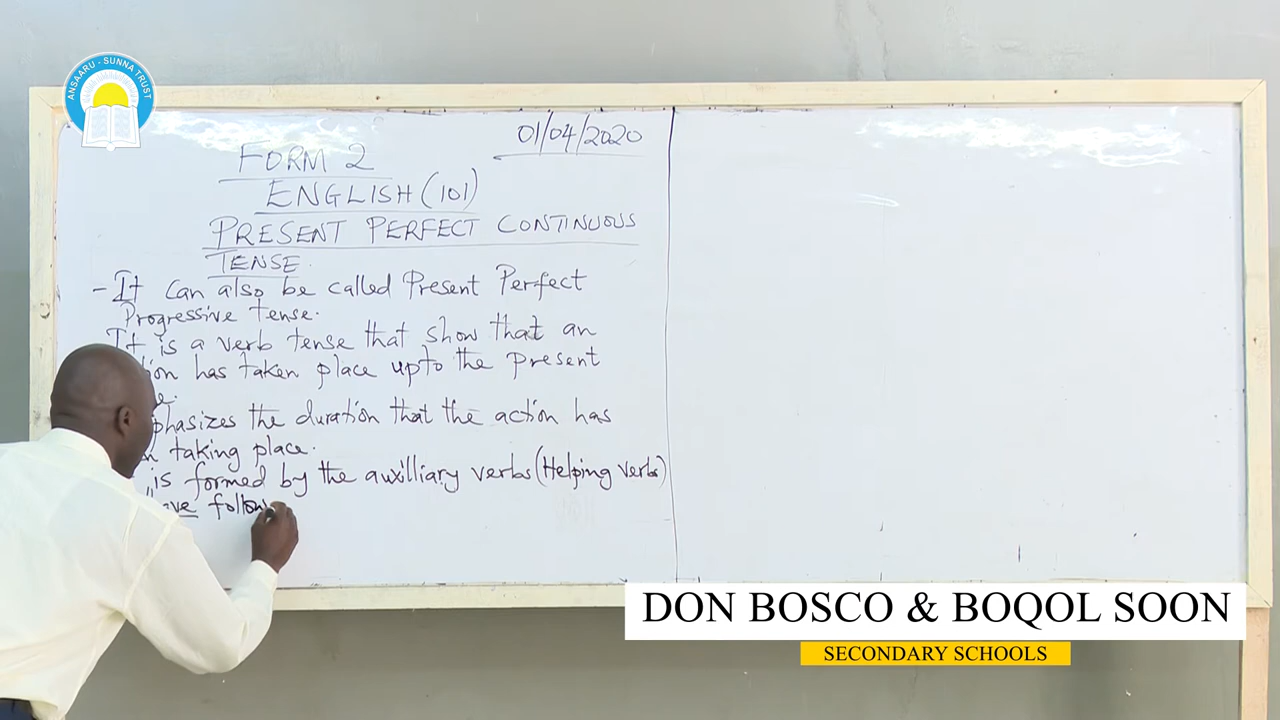 ANSAARU - SUNNA TRUST
01/04/2020
FORM 2
ENGLISH (101)
PRESENT PERFECT CONTINUOUS
TENSE.
- It can also be called Present Perfect
Progressive tense.
It is a verb tense that show that an
has taken place upto the present
the duration that the action has
taking place.
is formed by the auxilliary verbs (Helping verbs)
DON BOSCO & BOQOL SOON
SECONDARY SCHOOLS